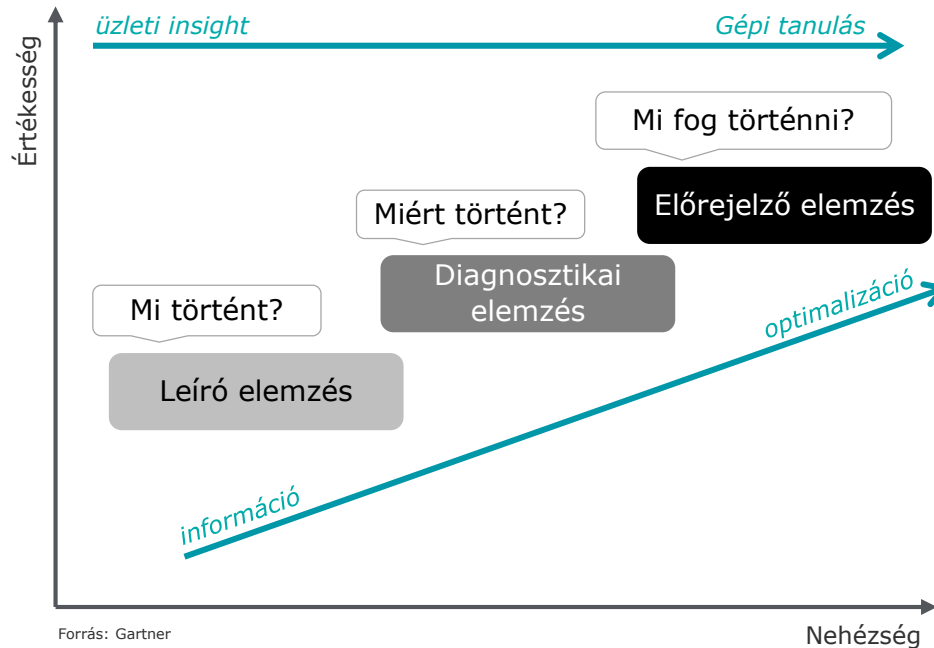 üzleti insight
Gépi tanulás
Értékesség
Mi fog történni?
Előrejelző elemzés
Miért történt?
Diagnosztikai
elemzés
Mi történt?
Leíró elemzés
optimalizáció
információ
Forrás: Gartner
Nehézség